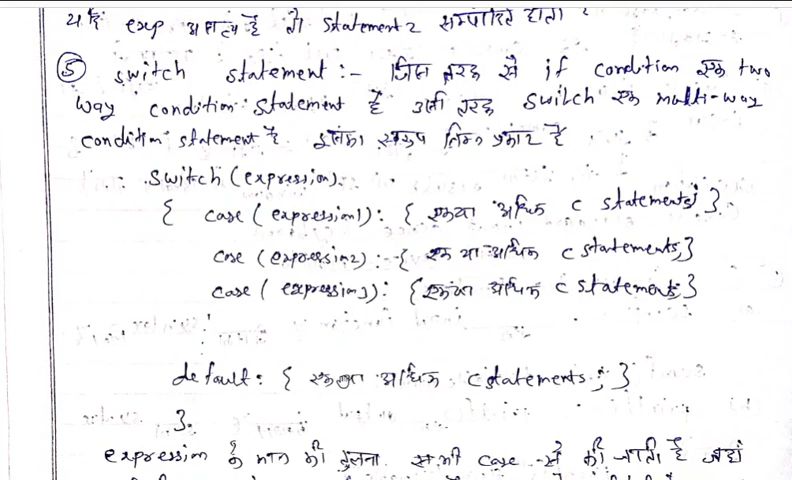 यदि exp असत्य है तो statement 2 सम्पादित होता
⑤ switch statement :- जिस तरह से if condition एक two
way condition statement है उसी तरह switch एक multi-way
condition statement है इसका स्वरूप निम्न प्रकार है
switch (expression)
{ case (expression1): { एक या अधिक c statements; }
case (expression2) :- { एक या अधिक c statements; }
case (expression3): { एक या अधिक c statements; }
default: { एक या अधिक c statements; }
}
expression के मान की तुलना सभी case से की जाती है जहाँ